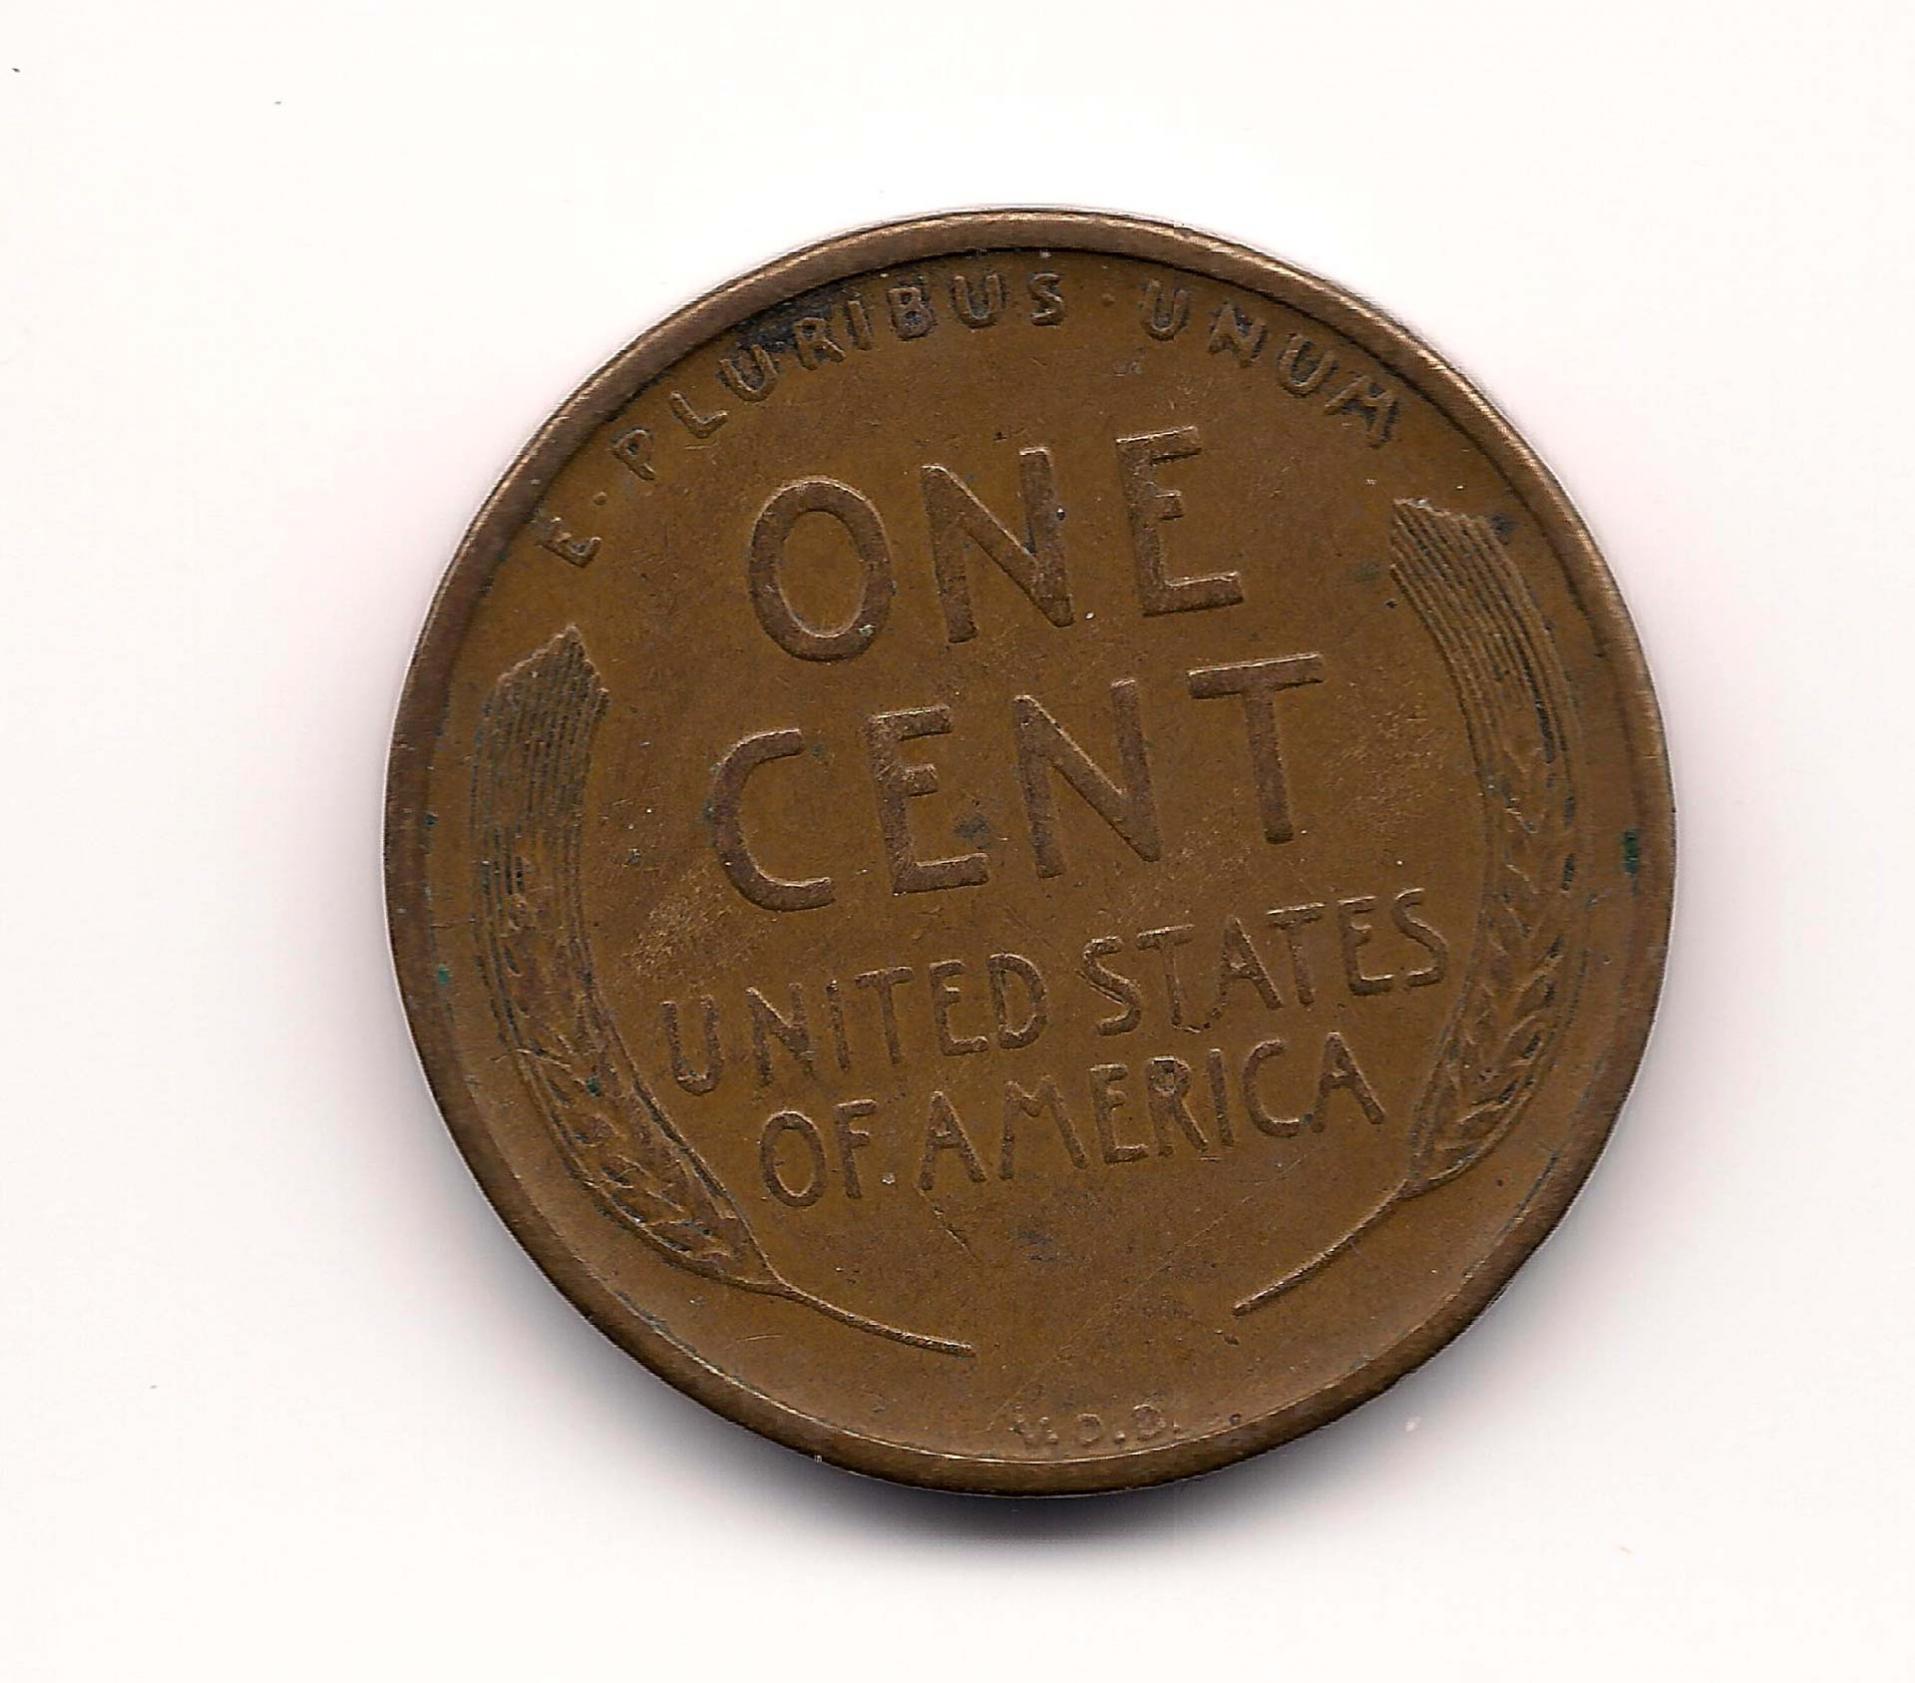 E · PLURIBUS · UNUM
ONE
CENT
UNITED STATES
OF AMERICA
V.D.B.